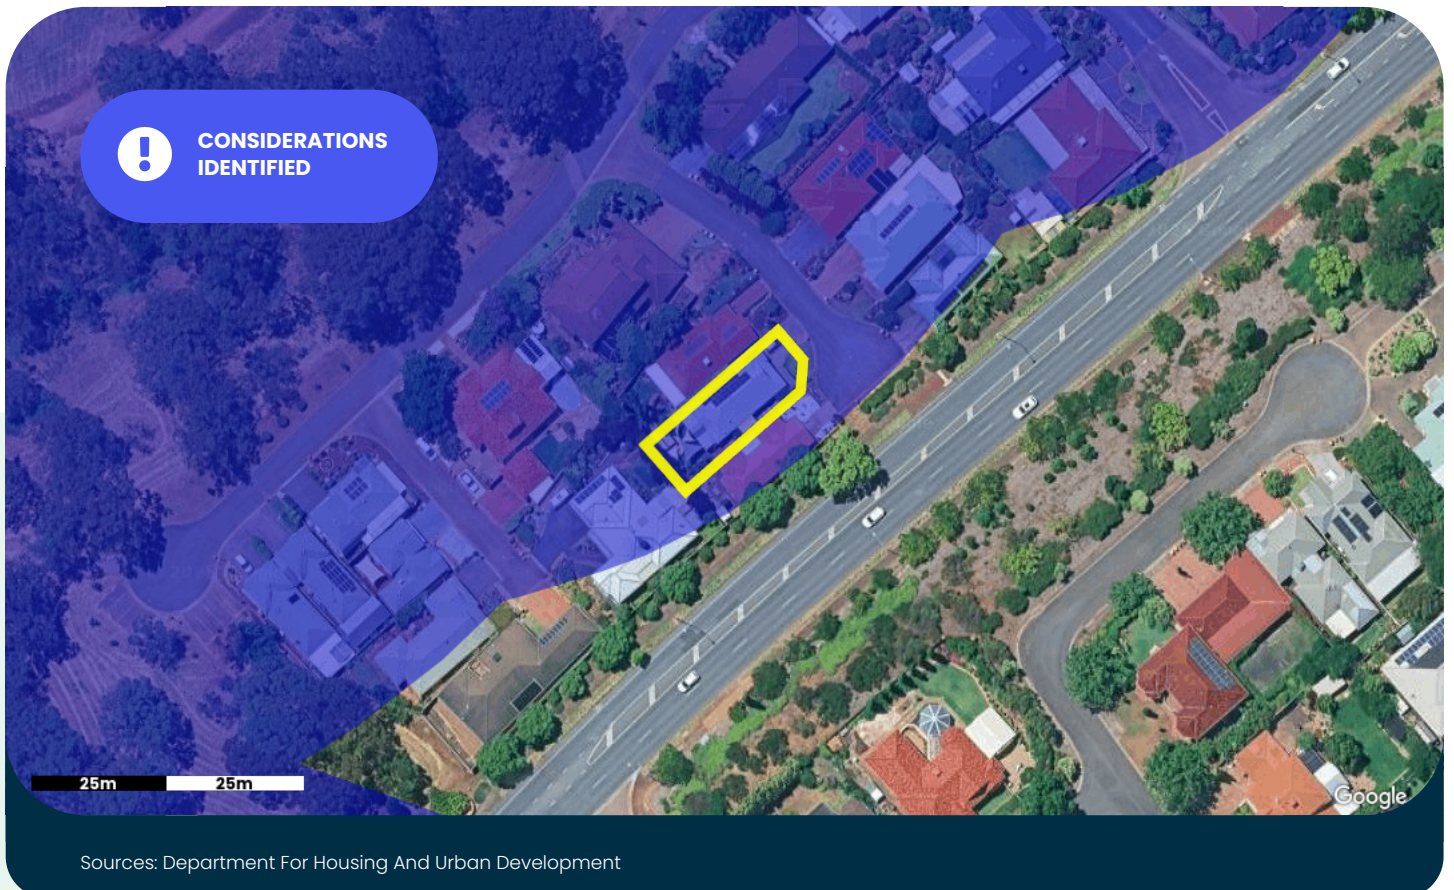 CONSIDERATIONS
IDENTIFIED
25m 25m
Google
Sources: Department For Housing And Urban Development